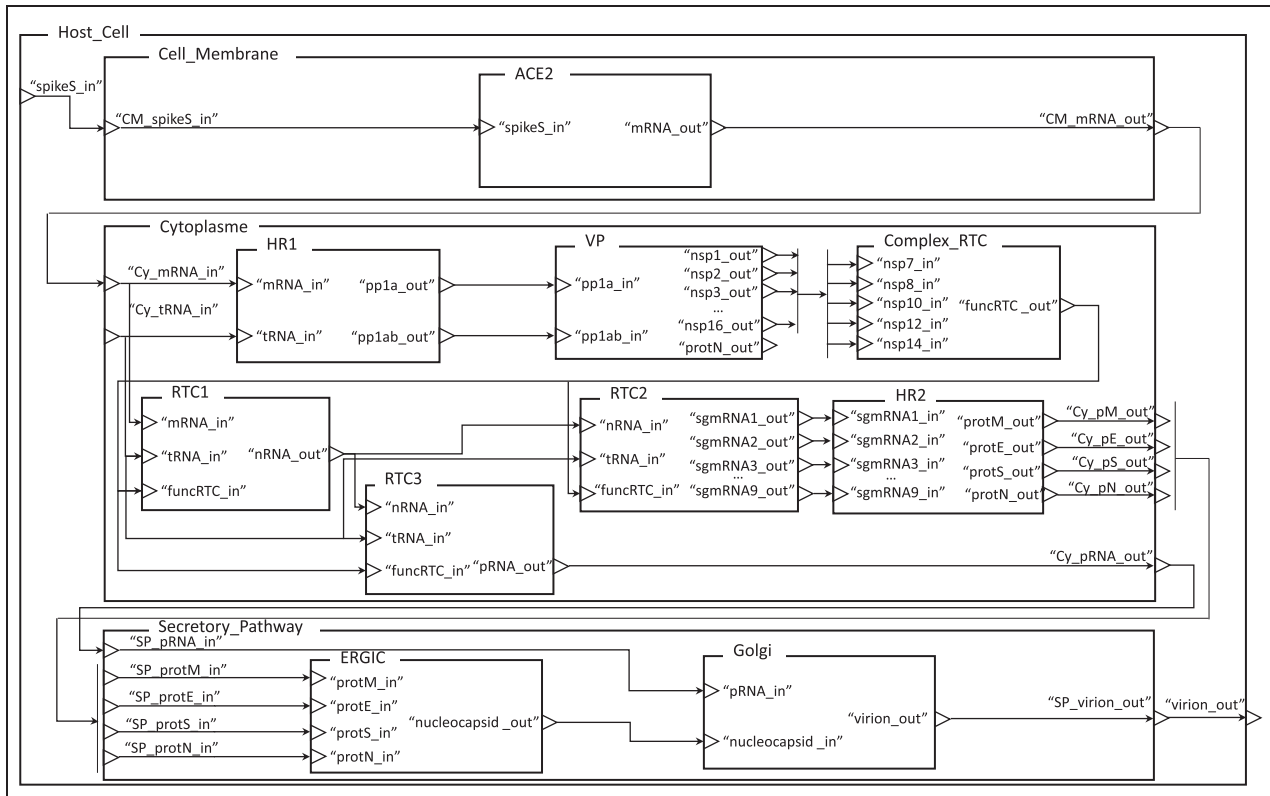 Host_Cell
Cell_Membrane
ACE2
“spikeS_in”
“CM_spikeS_in”
“spikeS_in”
“mRNA_out”
“CM_mRNA_out”
Cytoplasme
HR1
VP
Complex_RTC
“Cy_mRNA_in”
“Cy_tRNA_in”
“mRNA_in”
“tRNA_in”
“pp1a_out”
“pp1ab_out”
“pp1a_in”
“pp1ab_in”
“nsp1_out”
“nsp2_out”
“nsp3_out”
...
“nsp16_out”
“protN_out”
“nsp7_in”
“nsp8_in”
“nsp10_in”
“nsp12_in”
“nsp14_in”
“funcRTC _out”
RTC1
“mRNA_in”
“tRNA_in”
“funcRTC_in”
“nRNA_out”
RTC3
“nRNA_in”
“tRNA_in”
“funcRTC_in”
“pRNA_out”
RTC2
“nRNA_in”
“tRNA_in”
“funcRTC_in”
“sgmRNA1_out”
“sgmRNA2_out”
“sgmRNA3_out”
...
“sgmRNA9_out”
HR2
“sgmRNA1_in”
“sgmRNA2_in”
“sgmRNA3_in”
...
“sgmRNA9_in”
“protM_out”
“protE_out”
“protS_out”
“protN_out”
“Cy_pM_out”
“Cy_pE_out”
“Cy_pS_out”
“Cy_pN_out”
“Cy_pRNA_out”
Secretory_Pathway
“SP_pRNA_in”
“SP_protM_in”
“SP_protE_in”
“SP_protS_in”
“SP_protN_in”
ERGIC
“protM_in”
“protE_in”
“protS_in”
“protN_in”
“nucleocapsid _out”
Golgi
“pRNA_in”
“nucleocapsid _in”
“virion_out”
“SP_virion_out”
“virion_out”